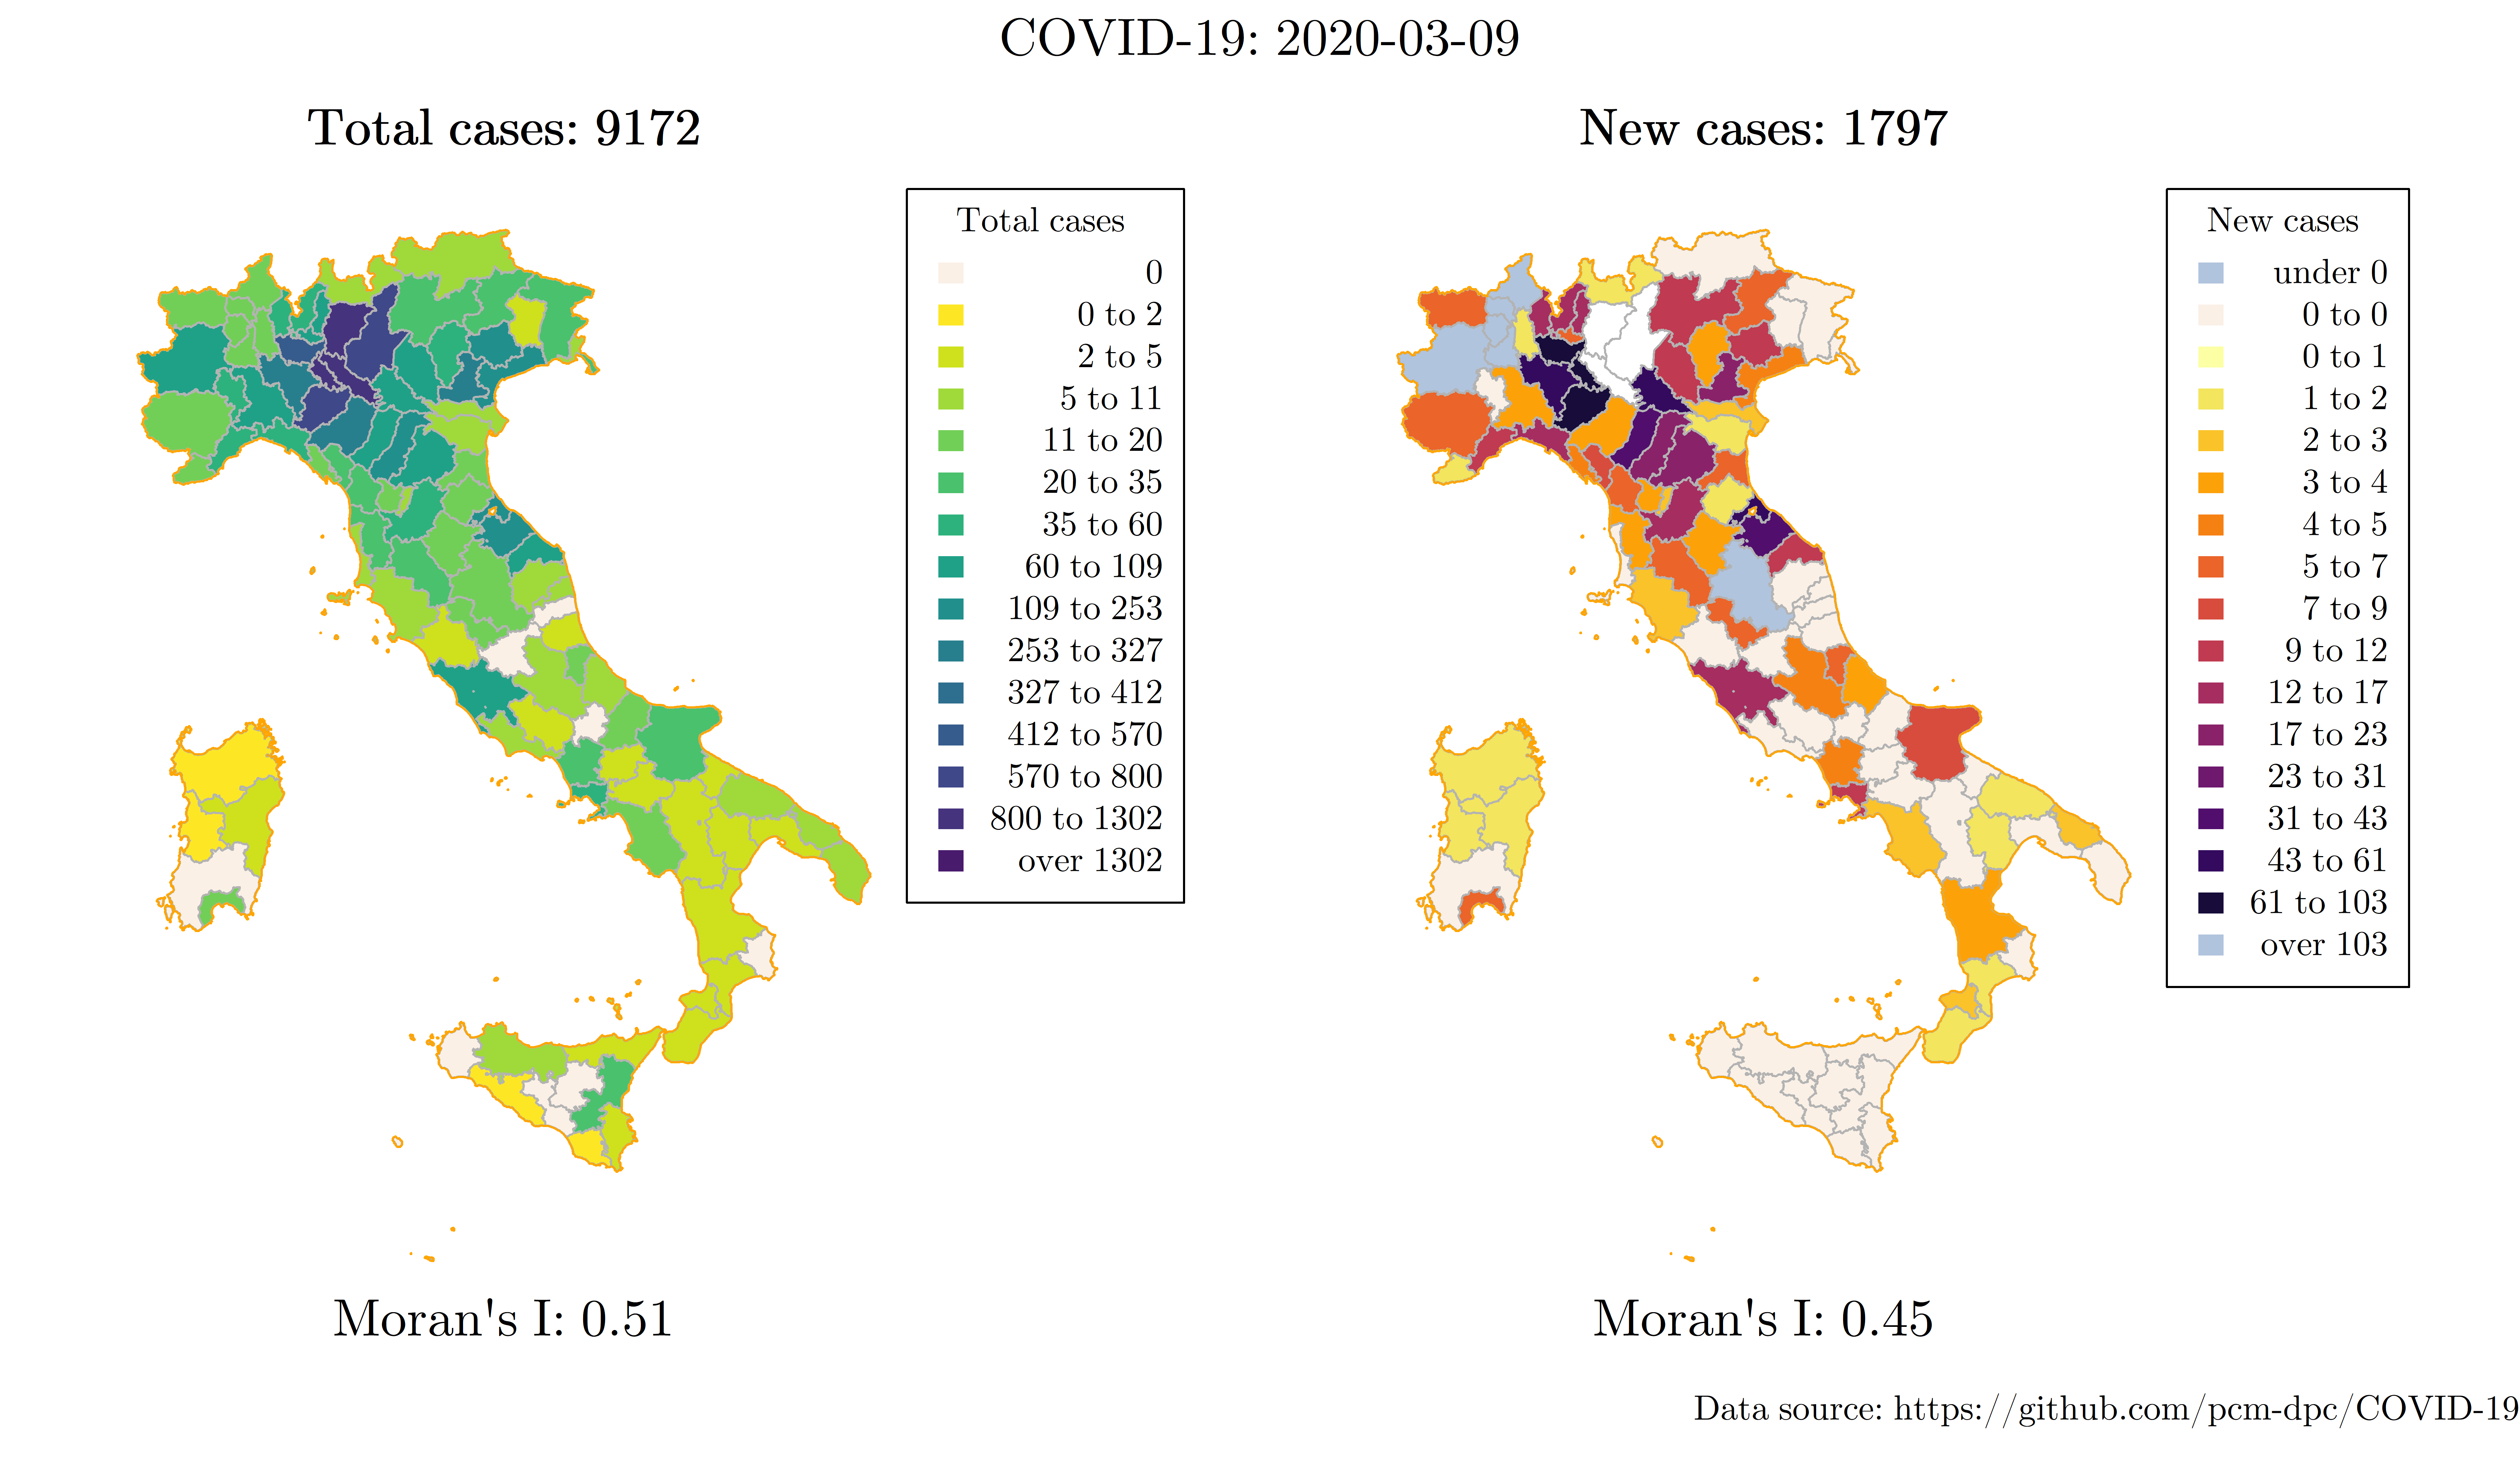 COVID-19: 2020-03-09
Total cases: 9172
Total cases
0
0 to 2
2 to 5
5 to 11
11 to 20
20 to 35
35 to 60
60 to 109
109 to 253
253 to 327
327 to 412
412 to 570
570 to 800
800 to 1302
over 1302
Moran's I: 0.51
New cases: 1797
New cases
under 0
0 to 0
0 to 1
1 to 2
2 to 3
3 to 4
4 to 5
5 to 7
7 to 9
9 to 12
12 to 17
17 to 23
23 to 31
31 to 43
43 to 61
61 to 103
over 103
Moran's I: 0.45
Data source: https://github.com/pcm-dpc/COVID-19